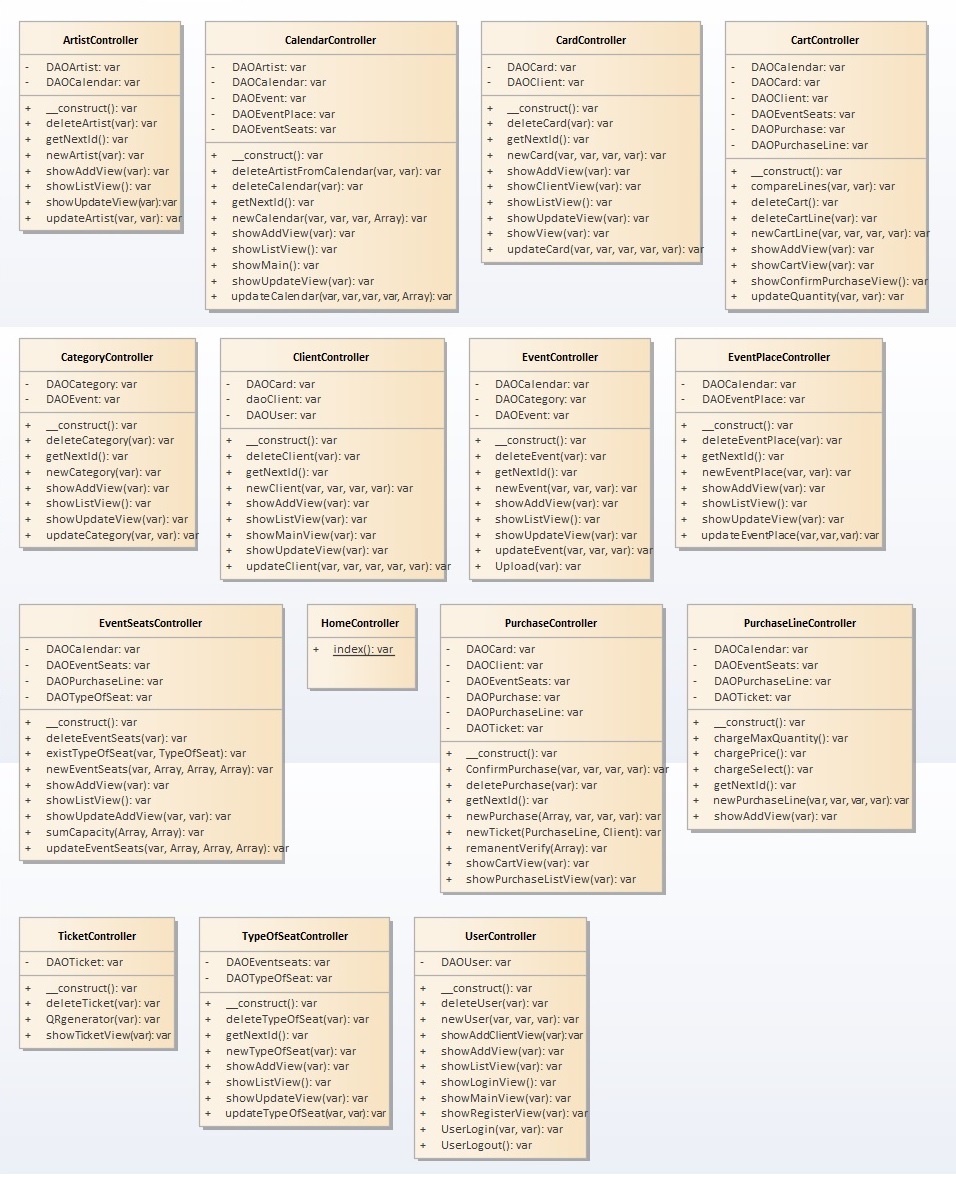 ArtistController
- DAOArtist: var
- DAOCalendar: var
+ __construct(): var
+ deleteArtist(var): var
+ getNextId(): var
+ newArtist(var): var
+ showAddView(var): var
+ showListView(): var
+ showUpdateView(var): var
+ updateArtist(var, var): var
CalendarController
- DAOArtist: var
- DAOCalendar: var
- DAOEvent: var
- DAOEventPlace: var
- DAOEventSeats: var
+ __construct(): var
+ deleteArtistFromCalendar(var, var): var
+ deleteCalendar(var): var
+ getNextId(): var
+ newCalendar(var, var, var, Array): var
+ showAddView(var): var
+ showListView(): var
+ showMain(): var
+ showUpdateView(var): var
+ updateCalendar(var, var, var, var, Array): var
CardController
- DAOCard: var
- DAOClient: var
+ __construct(): var
+ deleteCard(var): var
+ getNextId(): var
+ newCard(var, var, var, var): var
+ showAddView(var): var
+ showClientView(): var
+ showListView(): var
+ showUpdateView(var): var
+ showView(var): var
+ updateCard(var, var, var, var, var): var
CartController
- DAOCalendar: var
- DAOCard: var
- DAOClient: var
- DAOEventSeats: var
- DAOPurchase: var
- DAOPurchaseLine: var
+ __construct(): var
+ compareLines(var, var): var
+ deleteCart(): var
+ deleteCartLine(var): var
+ newCartLine(var, var, var, var): var
+ showAddView(var): var
+ showCartView(var): var
+ showConfirmPurchaseView(): var
+ updateQuantity(var, var): var
CategoryController
- DAOCategory: var
- DAOEvent: var
+ __construct(): var
+ deleteCategory(var): var
+ getNextId(): var
+ newCategory(var): var
+ showAddView(var): var
+ showListView(): var
+ showUpdateView(var): var
+ updateCategory(var, var): var
ClientController
- DAOCard: var
- daoClient: var
- DAOUser: var
+ __construct(): var
+ deleteClient(var): var
+ getNextId(): var
+ newClient(var, var, var, var): var
+ showAddView(var): var
+ showListView(var): var
+ showMainView(var): var
+ showUpdateView(var): var
+ updateClient(var, var, var, var, var): var
EventController
- DAOCalendar: var
- DAOCategory: var
- DAOEvent: var
+ __construct(): var
+ deleteEvent(var): var
+ getNextId(): var
+ newEvent(var, var, var): var
+ showAddView(var): var
+ showListView(): var
+ showUpdateView(var): var
+ updateEvent(var, var, var): var
+ Upload(var): var
EventPlaceController
- DAOCalendar: var
- DAOEventPlace: var
+ __construct(): var
+ deleteEventPlace(var): var
+ getNextId(): var
+ newEventPlace(var, var): var
+ showAddView(var): var
+ showListView(): var
+ showUpdateView(var): var
+ updateEventPlace(var, var, var): var
EventSeatsController
- DAOCalendar: var
- DAOEventSeats: var
- DAOPurchaseLine: var
- DAOTypeOfSeat: var
+ __construct(): var
+ deleteEventSeats(var): var
+ existTypeOfSeat(var, TypeOfSeat): var
+ newEventSeats(var, Array, Array, Array): var
+ showAddView(var): var
+ showListView(): var
+ showUpdateAddView(var, var): var
+ sumCapacity(Array, Array): var
+ updateEventSeats(var, Array, Array, Array): var
HomeController
+ index(): var
PurchaseController
- DAOCard: var
- DAOClient: var
- DAOEventSeats: var
- DAOPurchase: var
- DAOPurchaseLine: var
- DAOTicket: var
+ __construct(): var
+ ConfirmPurchase(var, var, var, var): var
+ deletePurchase(var): var
+ getNextId(): var
+ newPurchase(Array, var, var, var): var
+ newTicket(PurchaseLine, Client): var
+ remanentVerify(Array): var
+ showCartView(var): var
+ showPurchaseListView(var): var
PurchaseLineController
- DAOCalendar: var
- DAOEventSeats: var
- DAOPurchaseLine: var
- DAOTicket: var
+ __construct(): var
+ chargeMaxQuantity(): var
+ chargePrice(): var
+ chargeSelect(): var
+ getNextId(): var
+ newPurchaseLine(var, var, var, var): var
+ showAddView(var): var
TicketController
- DAOTicket: var
+ __construct(): var
+ deleteTicket(var): var
+ QRgenerator(var): var
+ showTicketView(var): var
TypeOfSeatController
- DAOEventseats: var
- DAOTypeOfSeat: var
+ __construct(): var
+ deleteTypeOfSeat(var): var
+ getNextId(): var
+ newTypeOfSeat(var): var
+ showAddView(var): var
+ showListView(): var
+ showUpdateView(var): var
+ updateTypeOfSeat(var, var): var
UserController
- DAOUser: var
+ __construct(): var
+ deleteUser(var): var
+ newUser(var, var, var): var
+ showAddClientView(var): var
+ showAddView(var): var
+ showListView(var): var
+ showLoginView(): var
+ showMainView(var): var
+ showRegisterView(var): var
+ UserLogin(var, var): var
+ UserLogout(): var